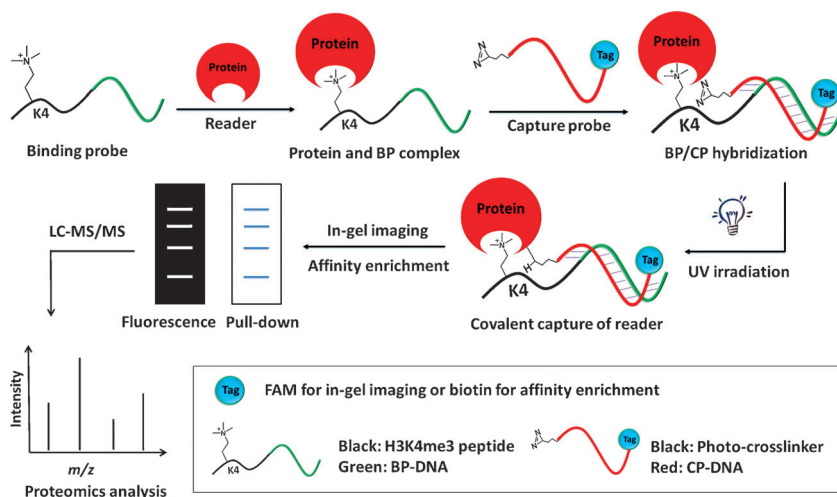 Protein
Protein
Protein
Tag
Tag
K4
Reader
K4
Capture probe
K4
Binding probe
Protein and BP complex
BP/CP hybridization
LC-MS/MS
In-gel imaging
Affinity enrichment
Protein
H
K4
Tag
UV irradiation
Fluorescence
Pull-down
Covalent capture of reader
Intensity
m/z
Proteomics analysis
Tag
FAM for in-gel imaging or biotin for affinity enrichment
N
+
K4
Black: H3K4me3 peptide
Green: BP-DNA
N
N
Tag
Black: Photo-crosslinker
Red: CP-DNA